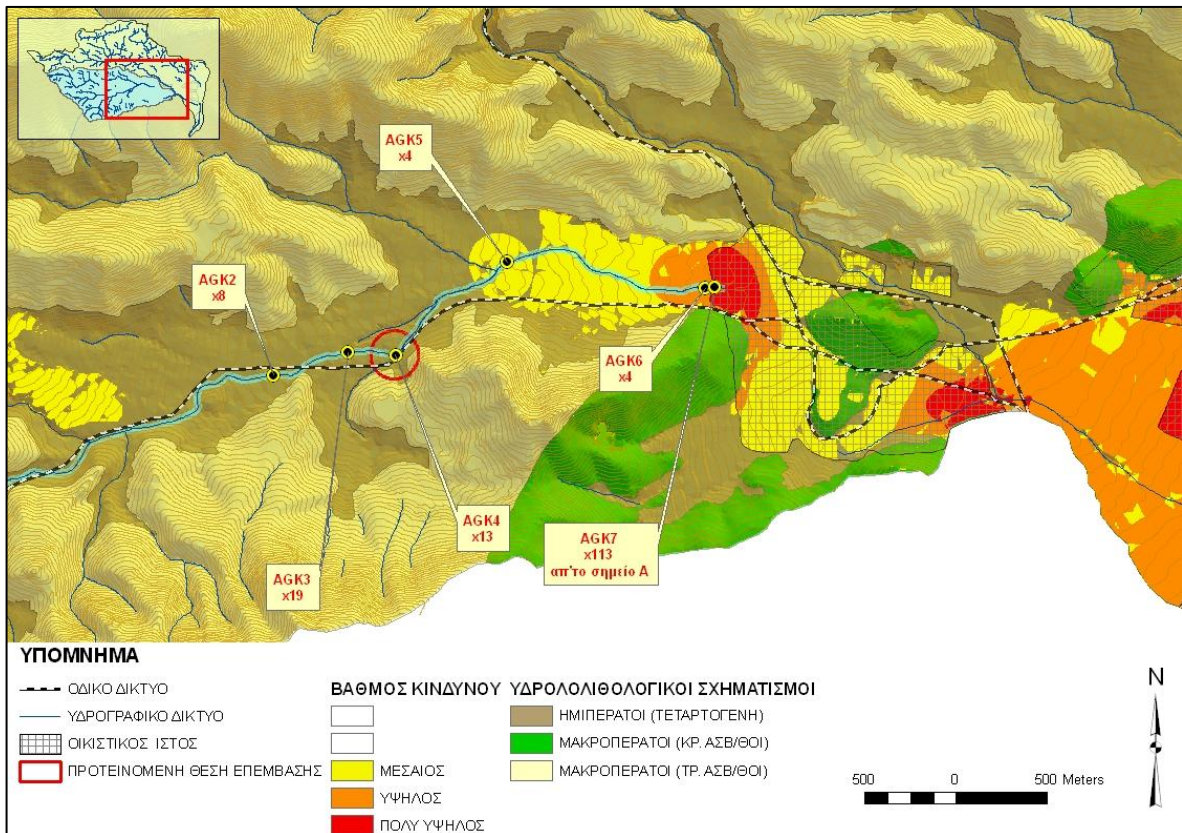 AGK5
x4
AGK2
x8
AGK6
x4
AGK4
x13
AGK7
x113
απ'το σημείο Α
AGK3
x19
ΥΠΟΜΝΗΜΑ
ΟΔΙΚΟ ΔΙΚΤΥΟ
ΥΔΡΟΓΡΑΦΙΚΟ ΔΙΚΤΥΟ
ΟΙΚΙΣΤΙΚΟΣ ΙΣΤΟΣ
ΠΡΟΤΕΙΝΟΜΕΝΗ ΘΕΣΗ ΕΠΕΜΒΑΣΗΣ
ΒΑΘΜΟΣ ΚΙΝΔΥΝΟΥ
ΜΕΣΑΙΟΣ
ΥΨΗΛΟΣ
ΠΟΛΥ ΥΨΗΛΟΣ
ΥΔΡΟΛΟΛΙΘΟΛΟΓΙΚΟΙ ΣΧΗΜΑΤΙΣΜΟΙ
ΗΜΙΠΕΡΑΤΟΙ (ΤΕΤΑΡΤΟΓΕΝΗ)
ΜΑΚΡΟΠΕΡΑΤΟΙ (ΚΡ. ΑΣΒ/ΘΟΙ)
ΜΑΚΡΟΠΕΡΑΤΟΙ (ΤΡ. ΑΣΒ/ΘΟΙ)
500 0 500 Meters
N